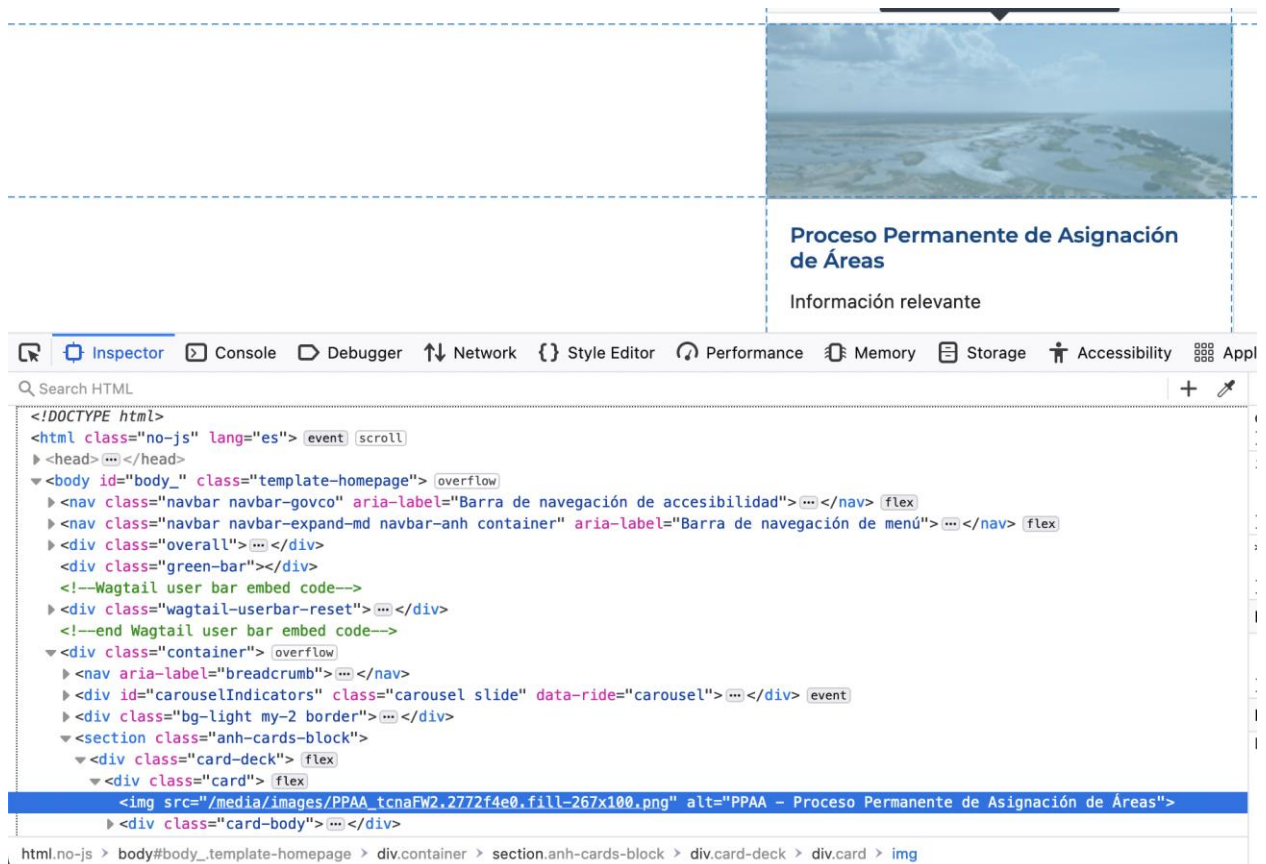 Proceso Permanente de Asignación
de Áreas
Información relevante
Inspector Console Debugger Network {} Style Editor Performance Memory Storage Accessibility
Search HTML +
<!DOCTYPE html>
<html class="no-js" lang="es"> event scroll
<head> ... </head>
<body id="body_" class="template-homepage"> overflow
<nav class="navbar navbar-govco" aria-label="Barra de navegación de accesibilidad"> ... </nav> flex
<nav class="navbar navbar-expand-md navbar-anh container" aria-label="Barra de navegación de menú"> ... </nav> flex
<div class="overall"> ... </div>
<div class="green-bar"></div>
<!--Wagtail user bar embed code-->
<div class="wagtail-userbar-reset"> ... </div>
<!--end Wagtail user bar embed code-->
<div class="container"> overflow
<nav aria-label="breadcrumb"> ... </nav>
<div id="carouselIndicators" class="carousel slide" data-ride="carousel"> ... </div> event
<div class="bg-light my-2 border"> ... </div>
<section class="anh-cards-block">
<div class="card-deck"> flex
<div class="card"> flex
<img src="/media/images/PPAA_tcnaFW2.2772f4e0.fill-267x100.png" alt="PPAA – Proceso Permanente de Asignación de Áreas">
<div class="card-body"> ... </div>
html.no-js > body#body_.template-homepage > div.container > section.anh-cards-block > div.card-deck > div.card > img